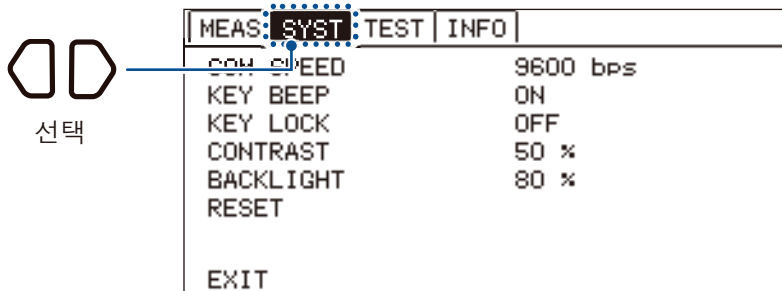 MEAS SYST TEST INFO
COM SPEED 9600 bps
KEY BEEP ON
선택
KEY LOCK OFF
CONTRAST 50 %
BACKLIGHT 80 %
RESET
EXIT